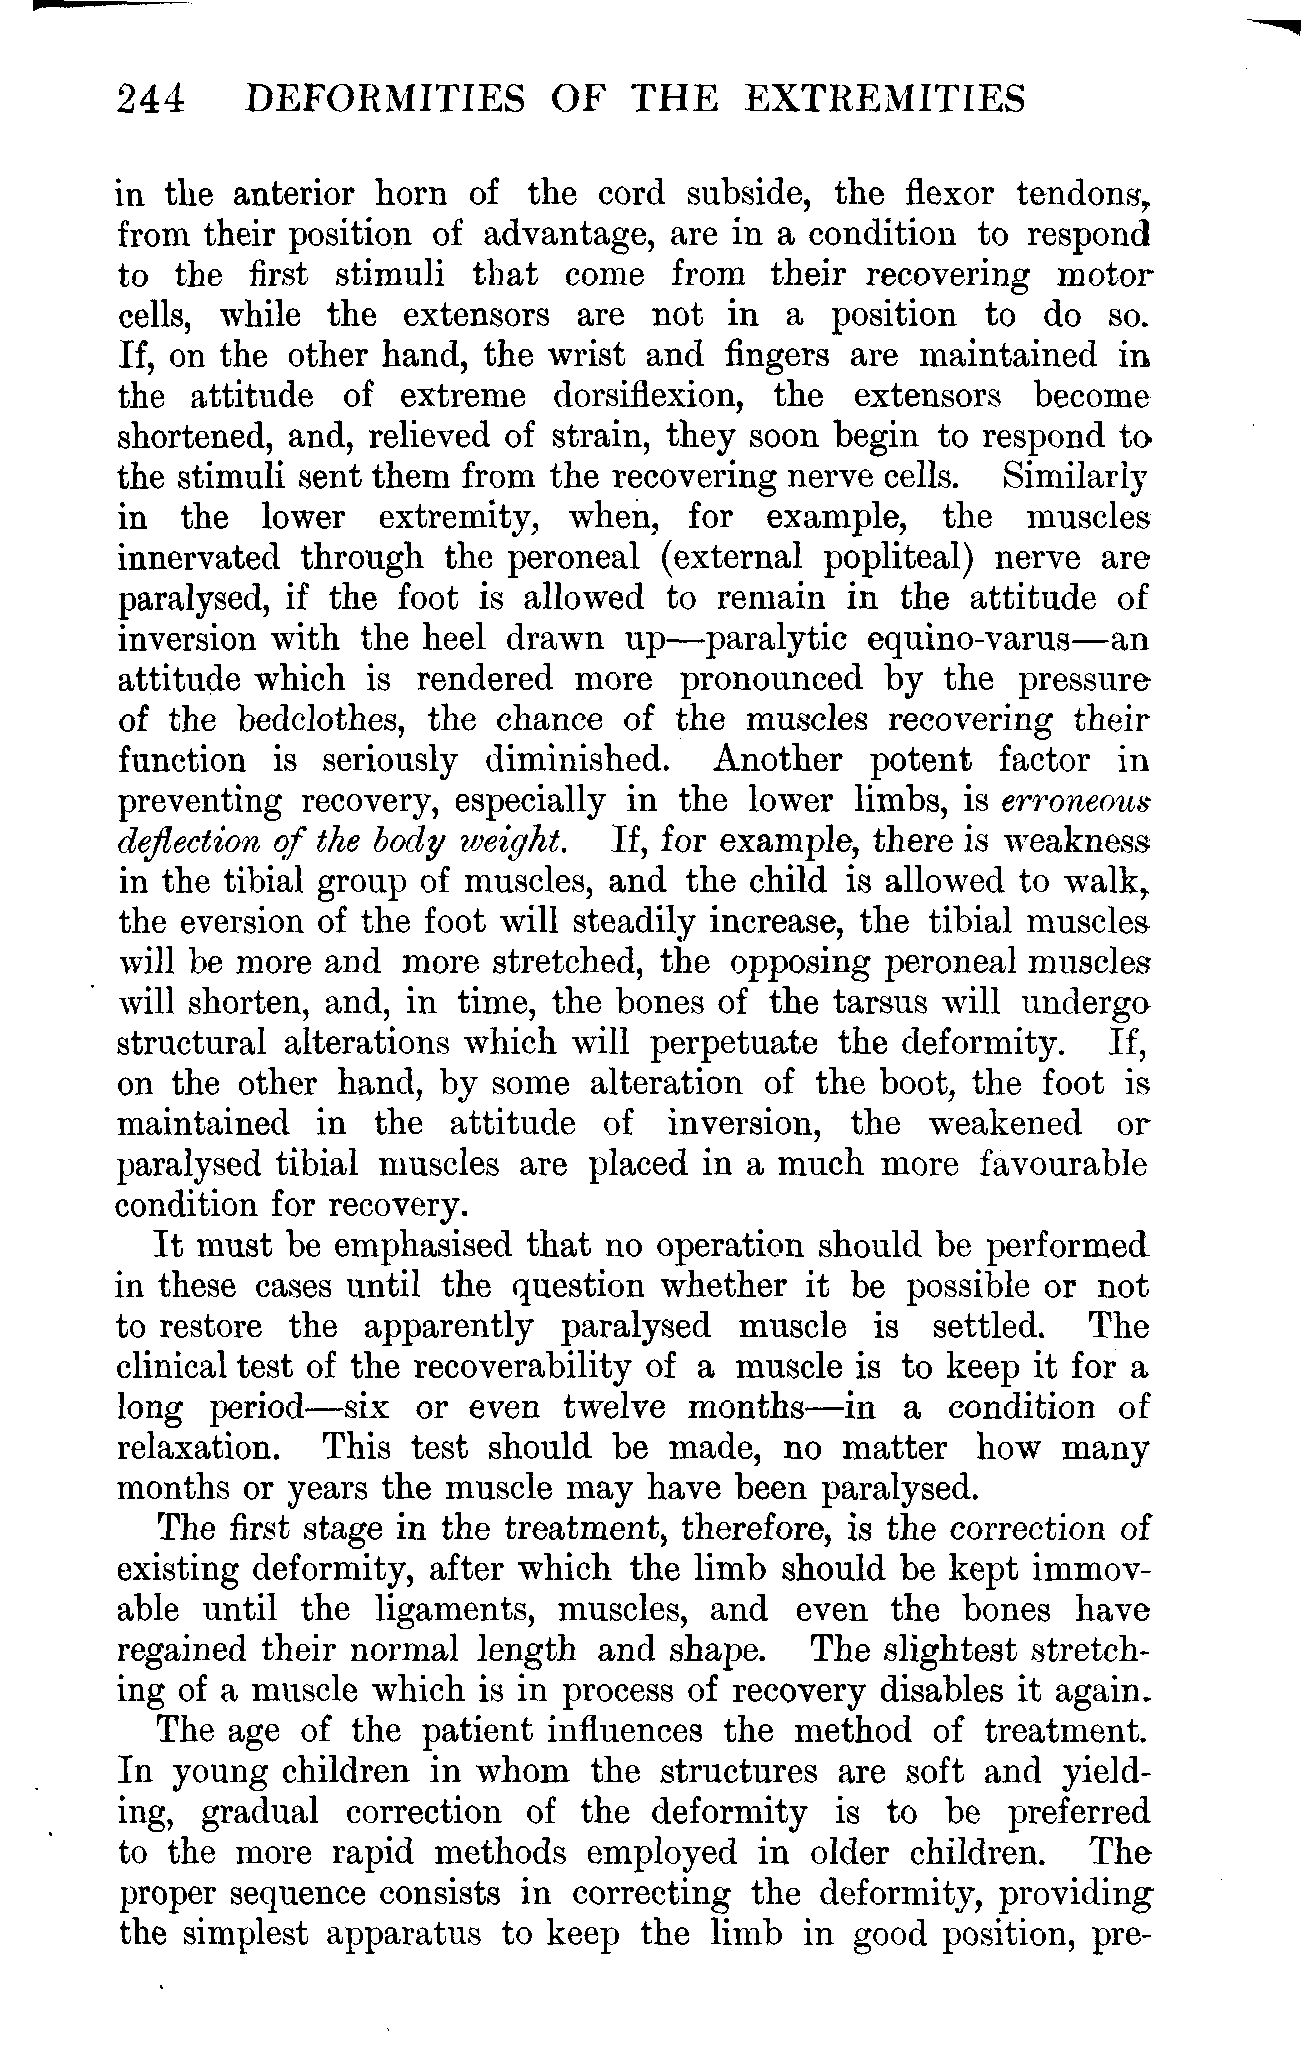 244 DEFORMITIES OF THE EXTREMITIES
in the anterior horn of the cord subside, the flexor tendons,
from their position of advantage, are in a condition to respond
to the first stimuli that come from their recovering motor
cells, while the extensors are not in a position to do so.
If, on the other hand, the wrist and fingers are maintained in
the attitude of extreme dorsiflexion, the extensors become
shortened, and, relieved of strain, they soon begin to respond to
the stimuli sent them from the recovering nerve cells. Similarly
in the lower extremity, when, for example, the muscles
innervated through the peroneal (external popliteal) nerve are
paralysed, if the foot is allowed to remain in the attitude of
inversion with the heel drawn up—paralytic equino-varus—an
attitude which is rendered more pronounced by the pressure
of the bedclothes, the chance of the muscles recovering their
function is seriously diminished. Another potent factor in
preventing recovery, especially in the lower limbs, is erroneous
deflection of the body weight. If, for example, there is weakness
in the tibial group of muscles, and the child is allowed to walk,
the eversion of the foot will steadily increase, the tibial muscles
will be more and more stretched, the opposing peroneal muscles
will shorten, and, in time, the bones of the tarsus will undergo
structural alterations which will perpetuate the deformity. If,
on the other hand, by some alteration of the boot, the foot is
maintained in the attitude of inversion, the weakened or
paralysed tibial muscles are placed in a much more favourable
condition for recovery.
It must be emphasised that no operation should be performed
in these cases until the question whether it be possible or not
to restore the apparently paralysed muscle is settled. The
clinical test of the recoverability of a muscle is to keep it for a
long period—six or even twelve months—in a condition of
relaxation. This test should be made, no matter how many
months or years the muscle may have been paralysed.
The first stage in the treatment, therefore, is the correction of
existing deformity, after which the limb should be kept immov-
able until the ligaments, muscles, and even the bones have
regained their normal length and shape. The slightest stretch-
ing of a muscle which is in process of recovery disables it again.
The age of the patient influences the method of treatment.
In young children in whom the structures are soft and yield-
ing, gradual correction of the deformity is to be preferred
to the more rapid methods employed in older children. The
proper sequence consists in correcting the deformity, providing
the simplest apparatus to keep the limb in good position, pre-